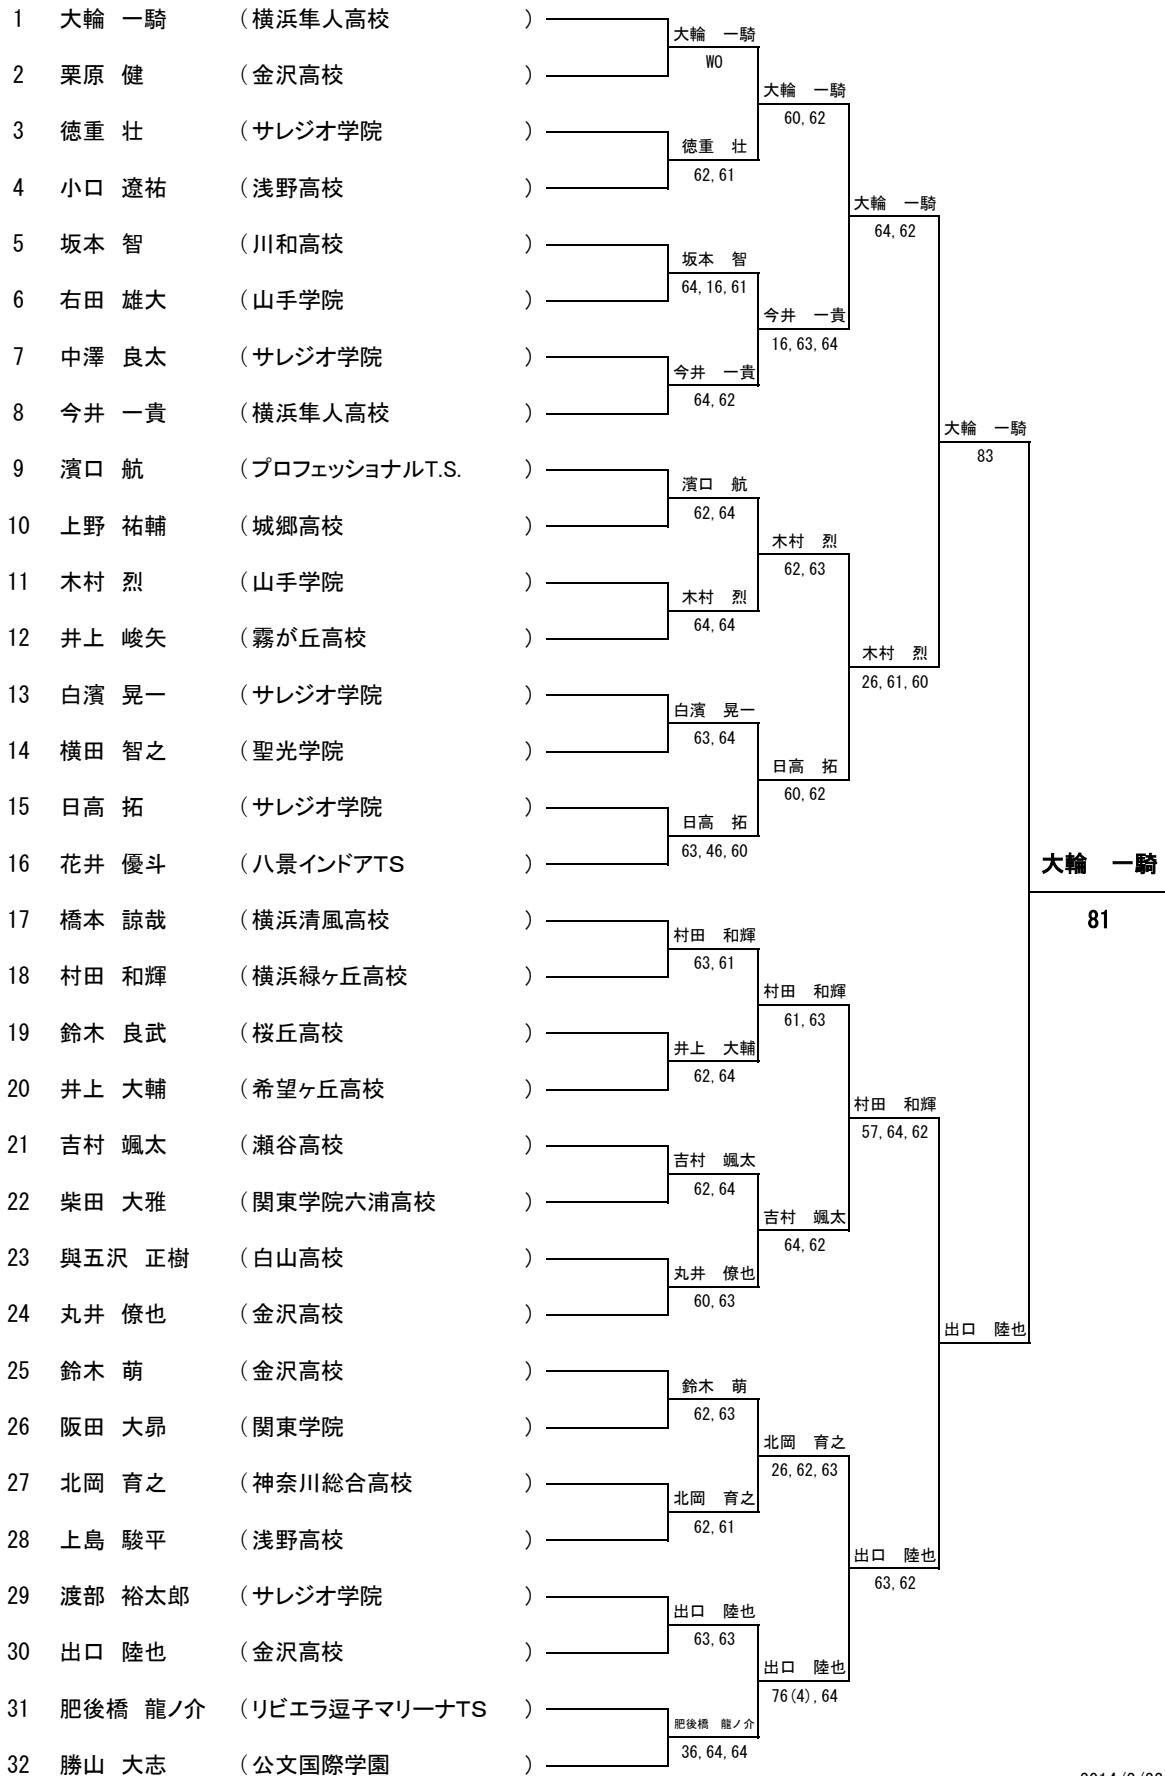 1 大輪 一騎 (横浜隼人高校 )
大輪 一騎
WO
2 栗原 健 (金沢高校 )
大輪 一騎
60,62
3 徳重 壮 (サレジオ学院 )
徳重 壮
62,61
4 小口 遼祐 (浅野高校 )
大輪 一騎
64,62
5 坂本 智 (川和高校 )
坂本 智
64,16,61
6 右田 雄大 (山手学院 )
今井 一貴
16,63,64
7 中澤 良太 (サレジオ学院 )
今井 一貴
64,62
8 今井 一貴 (横浜隼人高校 )
大輪 一騎
83
9 濱口 航 (プロフェッショナルT.S. )
濱口 航
62,64
10 上野 祐輔 (城郷高校 )
木村 烈
62,63
11 木村 烈 (山手学院 )
木村 烈
64,64
12 井上 峻矢 (霧が丘高校 )
木村 烈
26,61,60
13 白濱 晃一 (サレジオ学院 )
白濱 晃一
63,64
14 横田 智之 (聖光学院 )
日高 拓
60,62
15 日高 拓 (サレジオ学院 )
日高 拓
63,46,60
16 花井 優斗 (八景インドアTS )
大輪 一騎
81
17 橋本 諒哉 (横浜清風高校 )
村田 和輝
63,61
18 村田 和輝 (横浜緑ヶ丘高校 )
村田 和輝
61,63
19 鈴木 良武 (桜丘高校 )
井上 大輔
62,64
20 井上 大輔 (希望ヶ丘高校 )
村田 和輝
57,64,62
21 吉村 颯太 (瀬谷高校 )
吉村 颯太
62,64
22 柴田 大雅 (関東学院六浦高校 )
吉村 颯太
64,62
23 與五沢 正樹 (白山高校 )
丸井 僚也
60,63
24 丸井 僚也 (金沢高校 )
出口 陸也
25 鈴木 萌 (金沢高校 )
鈴木 萌
62,63
26 阪田 大昴 (関東学院 )
北岡 育之
26,62,63
27 北岡 育之 (神奈川総合高校 )
北岡 育之
62,61
28 上島 駿平 (浅野高校 )
出口 陸也
63,62
29 渡部 裕太郎 (サレジオ学院 )
出口 陸也
63,63
30 出口 陸也 (金沢高校 )
出口 陸也
76(4),64
31 肥後橋 龍ノ介 (リビエラ逗子マリーナTS )
肥後橋 龍ノ介
36,64,64
32 勝山 大志 (公文国際学園 )